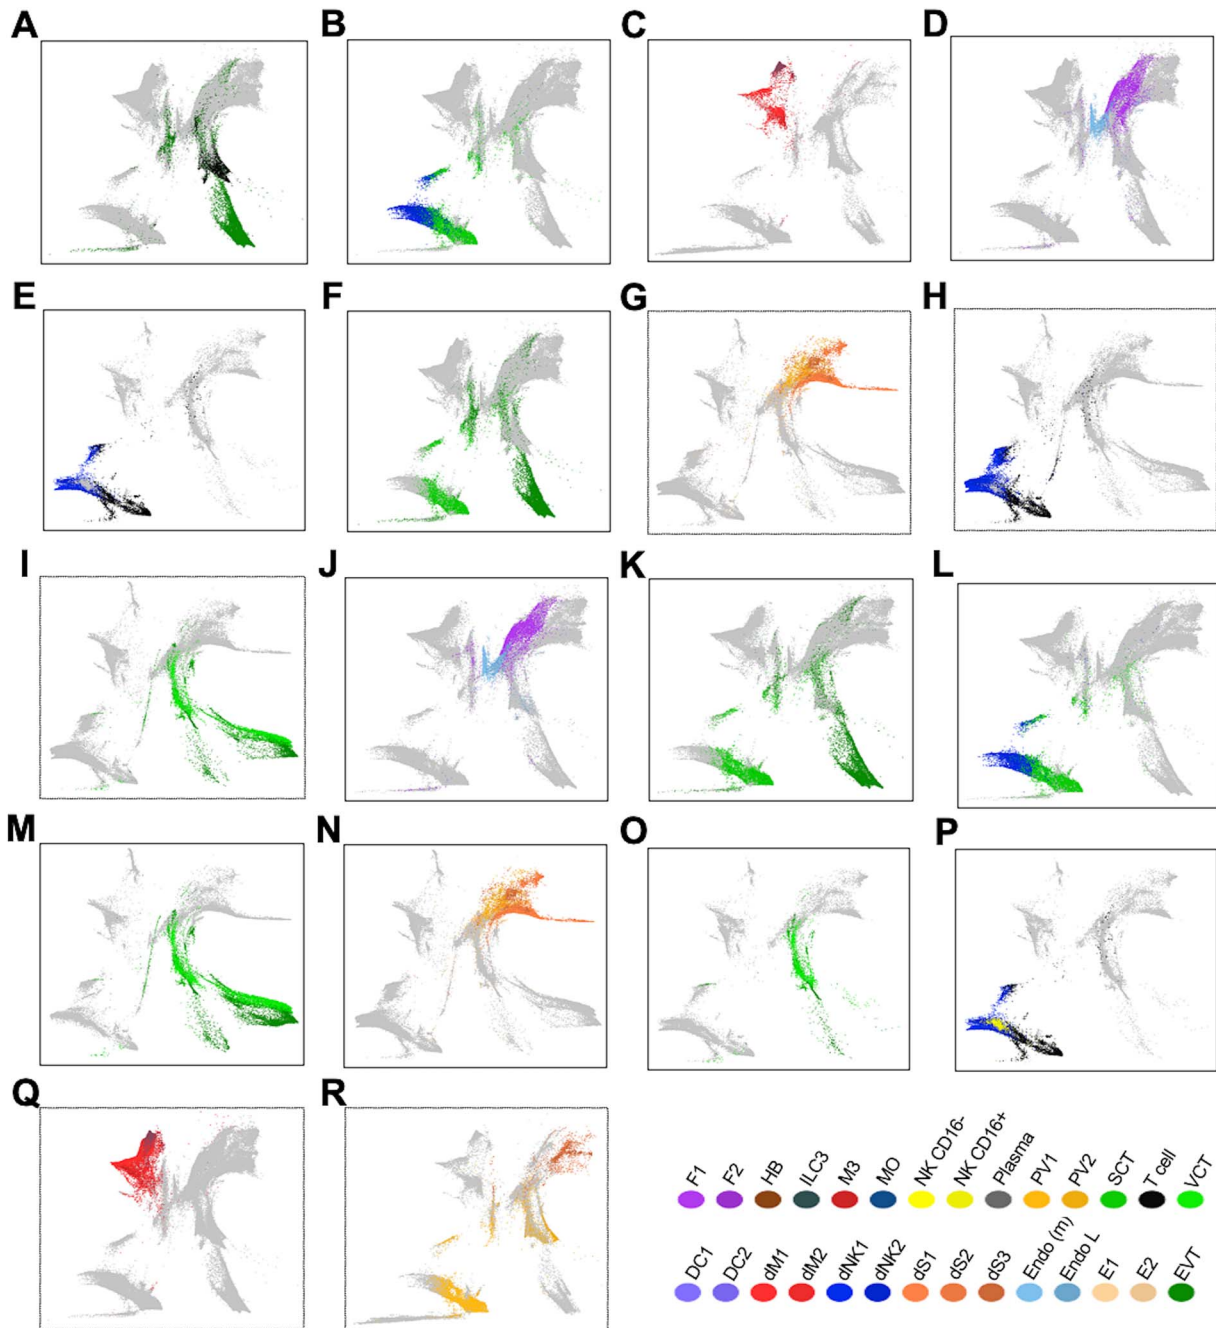 A B C D
E F G H
I J K L
M N O P
Q R
F1 F2 HB ILC3 M3 MO NK CD16- NK CD16+ Plasma PV1 PV2 SCT T cell VCT
DC1 DC2 dM1 dM2 dNK1 dNK2 dS1 dS2 dS3 Endo (m) Endo L E1 E2 EVT